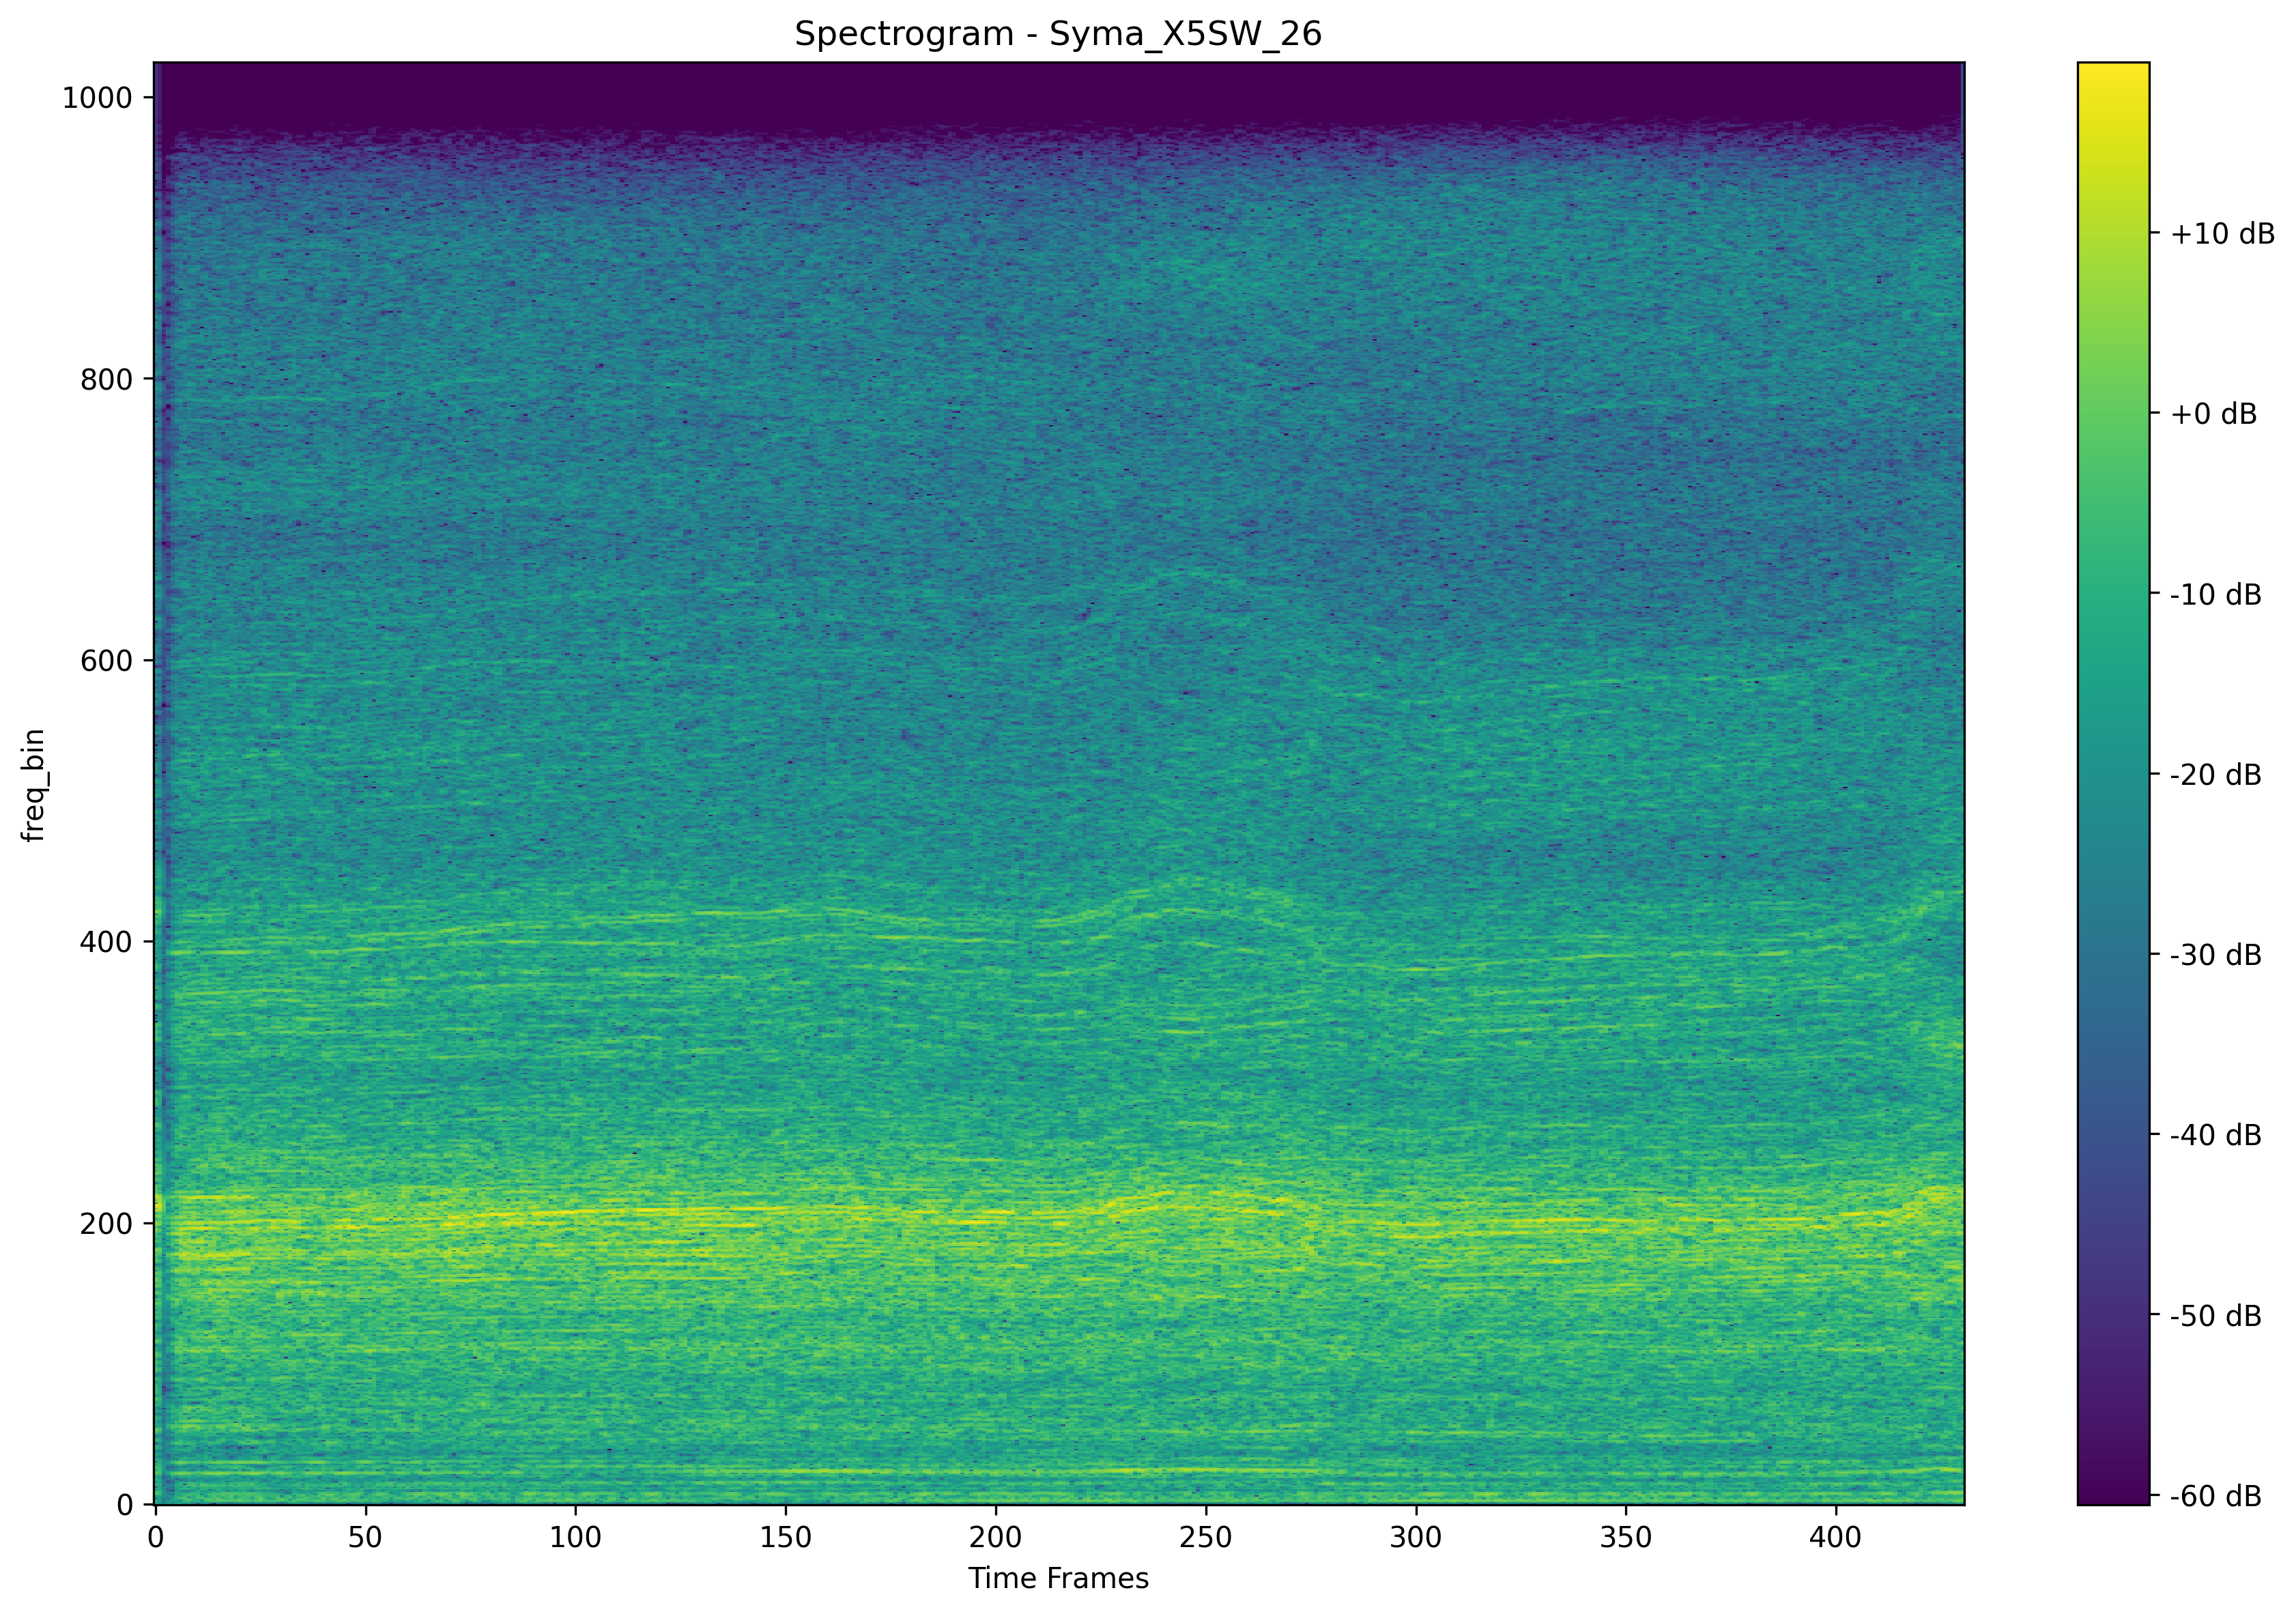 Spectrogram - Syma_X5SW_26
1000
800
600
400
200
0
freq_bin
0 50 100 150 200 250 300 350 400
Time Frames
+10 dB
+0 dB
-10 dB
-20 dB
-30 dB
-40 dB
-50 dB
-60 dB